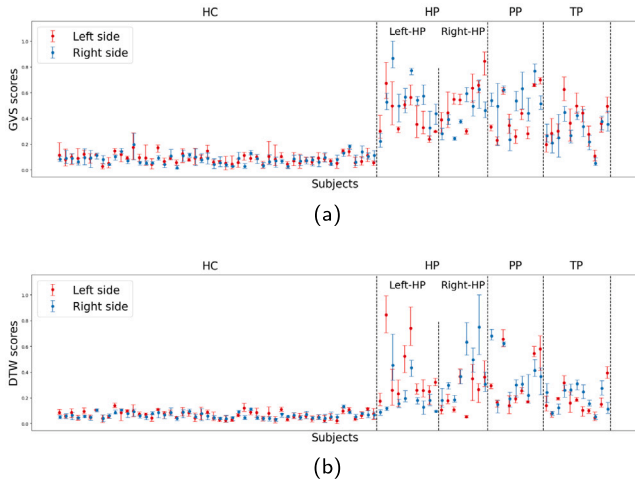 HC HP PP TP
Left side
Right side
Left-HP Right-HP
1.0
0.8
0.6
0.4
0.2
0.0
GVS scores
Subjects
(a)
HC HP PP TP
Left side
Right side
Left-HP Right-HP
1.0
0.8
0.6
0.4
0.2
0.0
DTW scores
Subjects
(b)